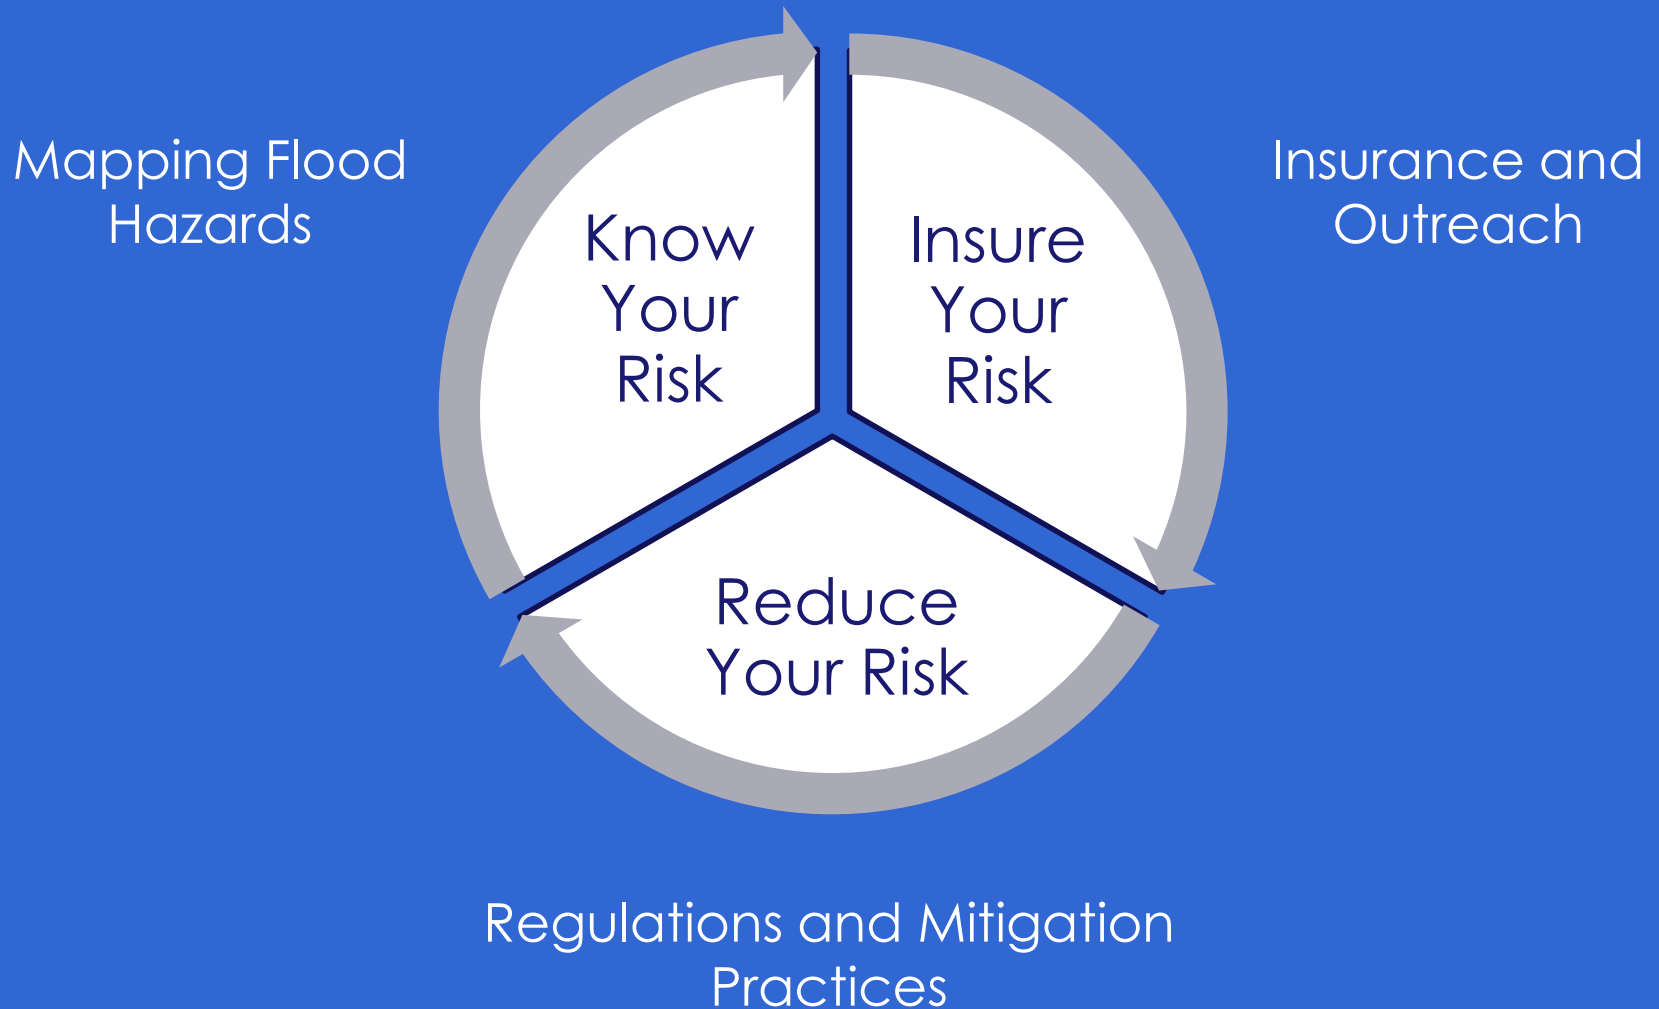 Mapping Flood
Hazards
Know
Your
Risk
Insure
Your
Risk
Insurance and
Outreach
Reduce
Your Risk
Regulations and Mitigation
Practices